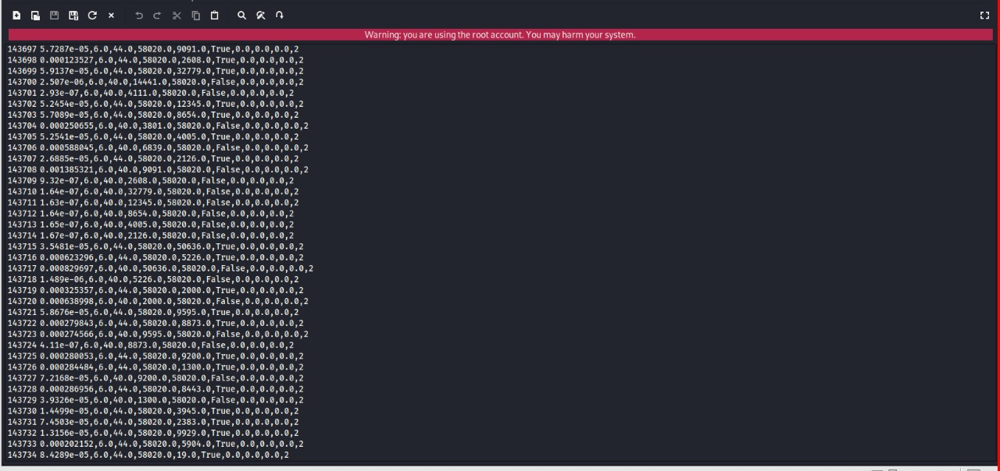 Warning: you are using the root account. You may harm your system.
143697 5.7287e-05,6.0,44.0,58020.0,9091.0,True,0.0,0.0,0.0,2
143698 0.000123527,6.0,44.0,58020.0,2608.0,True,0.0,0.0,0.0,2
143699 5.9137e-05,6.0,44.0,58020.0,32779.0,True,0.0,0.0,0.0,2
143700 2.507e-06,6.0,40.0,14441.0,58020.0,False,0.0,0.0,0.0,2
143701 2.93e-07,6.0,40.0,4111.0,58020.0,False,0.0,0.0,0.0,2
143702 5.2454e-05,6.0,44.0,58020.0,12345.0,True,0.0,0.0,0.0,2
143703 5.7089e-05,6.0,44.0,58020.0,8654.0,True,0.0,0.0,0.0,2
143704 0.000250655,6.0,40.0,3801.0,58020.0,False,0.0,0.0,0.0,2
143705 5.2541e-05,6.0,44.0,58020.0,4005.0,True,0.0,0.0,0.0,2
143706 0.000588045,6.0,40.0,6839.0,58020.0,False,0.0,0.0,0.0,2
143707 2.6885e-05,6.0,44.0,58020.0,2126.0,True,0.0,0.0,0.0,2
143708 0.001385321,6.0,40.0,9091.0,58020.0,False,0.0,0.0,0.0,2
143709 9.32e-07,6.0,40.0,2608.0,58020.0,False,0.0,0.0,0.0,2
143710 1.64e-07,6.0,40.0,32779.0,58020.0,False,0.0,0.0,0.0,2
143711 1.63e-07,6.0,40.0,12345.0,58020.0,False,0.0,0.0,0.0,2
143712 1.64e-07,6.0,40.0,8654.0,58020.0,False,0.0,0.0,0.0,2
143713 1.65e-07,6.0,40.0,4005.0,58020.0,False,0.0,0.0,0.0,2
143714 1.67e-07,6.0,40.0,2126.0,58020.0,False,0.0,0.0,0.0,2
143715 3.5481e-05,6.0,44.0,58020.0,50636.0,True,0.0,0.0,0.0,2
143716 0.000623296,6.0,44.0,58020.0,5226.0,True,0.0,0.0,0.0,2
143717 0.000829697,6.0,40.0,50636.0,58020.0,False,0.0,0.0,0.0,2
143718 1.489e-06,6.0,40.0,5226.0,58020.0,False,0.0,0.0,0.0,2
143719 0.000325357,6.0,44.0,58020.0,2000.0,True,0.0,0.0,0.0,2
143720 0.000638998,6.0,40.0,2000.0,58020.0,False,0.0,0.0,0.0,2
143721 5.8676e-05,6.0,44.0,58020.0,9595.0,True,0.0,0.0,0.0,2
143722 0.000279843,6.0,44.0,58020.0,8873.0,True,0.0,0.0,0.0,2
143723 0.000274566,6.0,40.0,9595.0,58020.0,False,0.0,0.0,0.0,2
143724 4.11e-07,6.0,40.0,8873.0,58020.0,False,0.0,0.0,0.0,2
143725 0.000280053,6.0,44.0,58020.0,9200.0,True,0.0,0.0,0.0,2
143726 0.000284484,6.0,44.0,58020.0,1300.0,True,0.0,0.0,0.0,2
143727 7.2168e-05,6.0,40.0,9200.0,58020.0,False,0.0,0.0,0.0,2
143728 0.000286956,6.0,44.0,58020.0,8443.0,True,0.0,0.0,0.0,2
143729 3.9326e-05,6.0,40.0,1300.0,58020.0,False,0.0,0.0,0.0,2
143730 1.4499e-05,6.0,44.0,58020.0,3945.0,True,0.0,0.0,0.0,2
143731 7.4503e-05,6.0,44.0,58020.0,2383.0,True,0.0,0.0,0.0,2
143732 1.3156e-05,6.0,44.0,58020.0,9929.0,True,0.0,0.0,0.0,2
143733 0.000202152,6.0,44.0,58020.0,5904.0,True,0.0,0.0,0.0,2
143734 8.4289e-05,6.0,44.0,58020.0,19.0,True,0.0,0.0,0.0,2